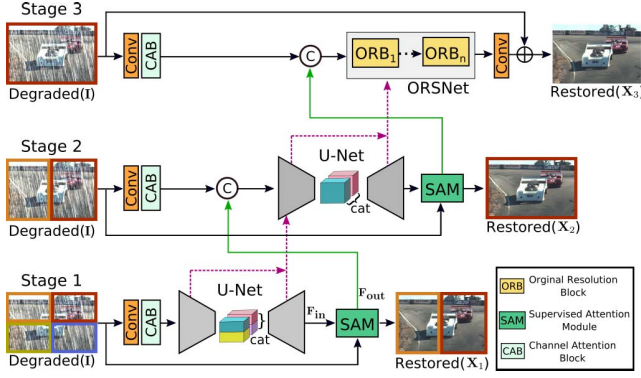 Stage 3
Conv
CAB
C
ORB1
ORBn
ORSNet
Conv
Degraded(I)
Restored(X3)
Stage 2
Conv
CAB
C
U-Net
cat
SAM
Degraded(I)
Restored(X2)
Stage 1
Conv
CAB
U-Net
cat
Fin
Fout
SAM
Degraded(I)
Restored(X1)
ORB
Orginal Resolution
Block
SAM
Supervised Attention
Module
CAB
Channel Attention
Block